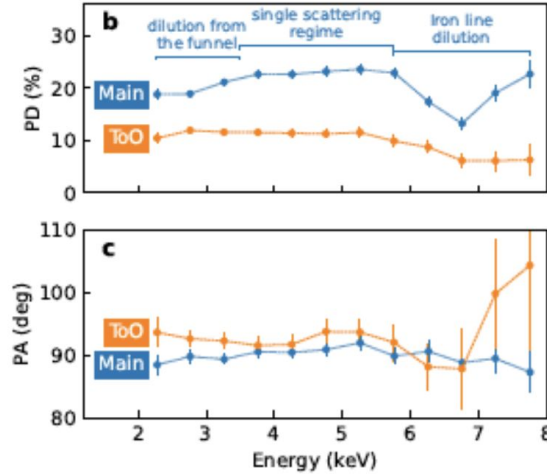 b
dilution from
the funnel
single scattering
regime
Iron line
dilution
PD (%)
30
20
10
0
Main
ToO
c
PA (deg)
110
100
90
80
ToO
Main
2 3 4 5 6 7 8
Energy (keV)